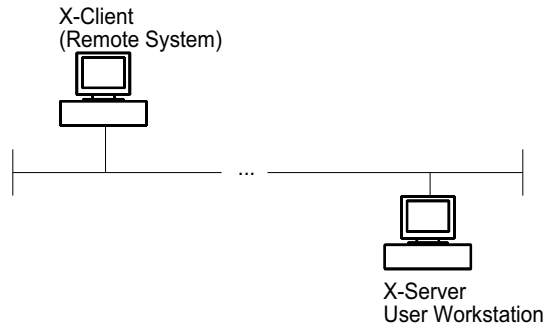 X-Client
(Remote System)
...
X-Server
User Workstation